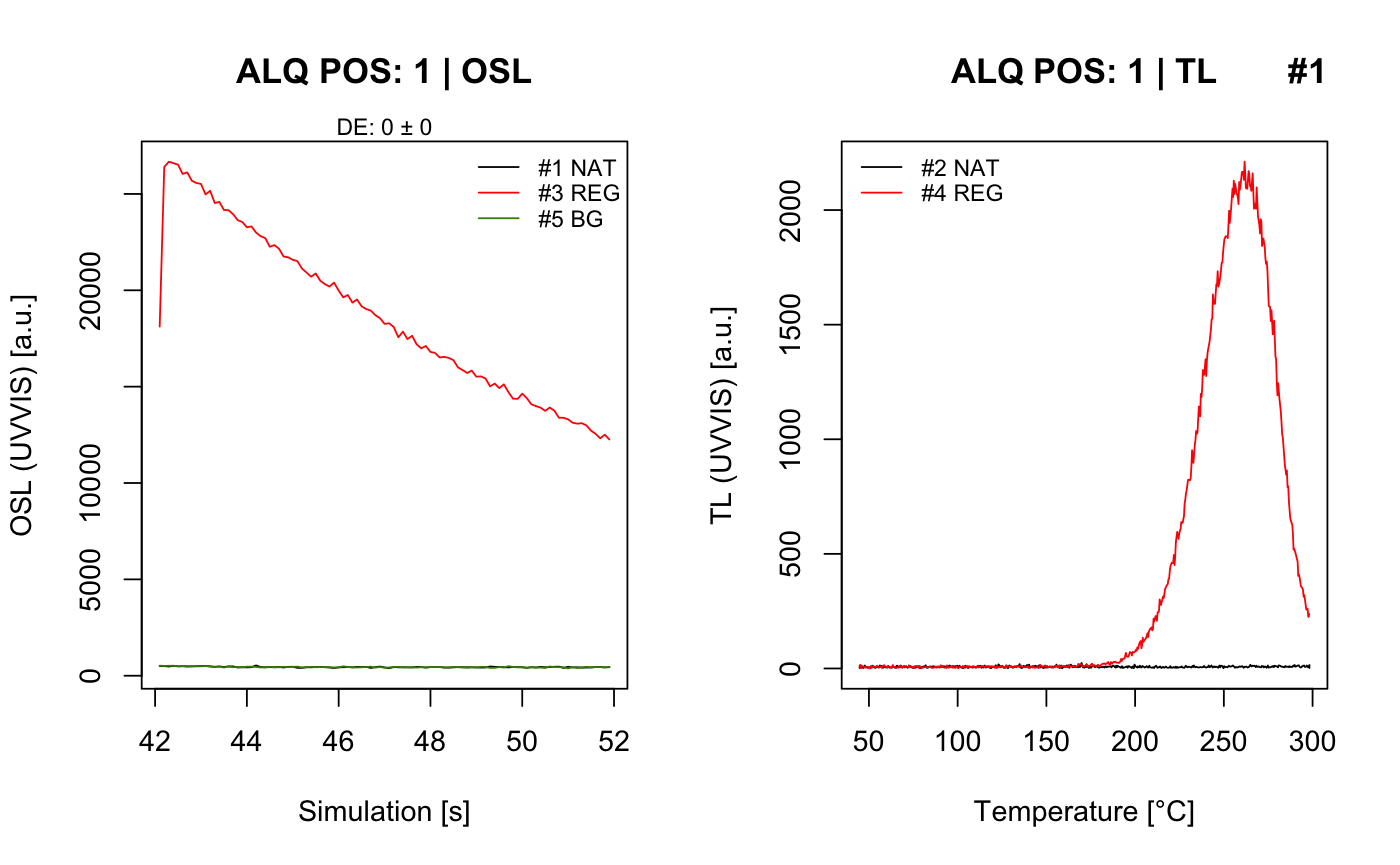 ALQ POS: 1 | OSL
DE: 0 ± 0
#1 NAT
#3 REG
#5 BG
OSL (UVVIS) [a.u.]
20000
10000
5000
0
42 44 46 48 50 52
Simulation [s]
ALQ POS: 1 | TL
#1
#2 NAT
#4 REG
TL (UVVIS) [a.u.]
2000
1500
1000
500
0
50 100 150 200 250 300
Temperature [°C]